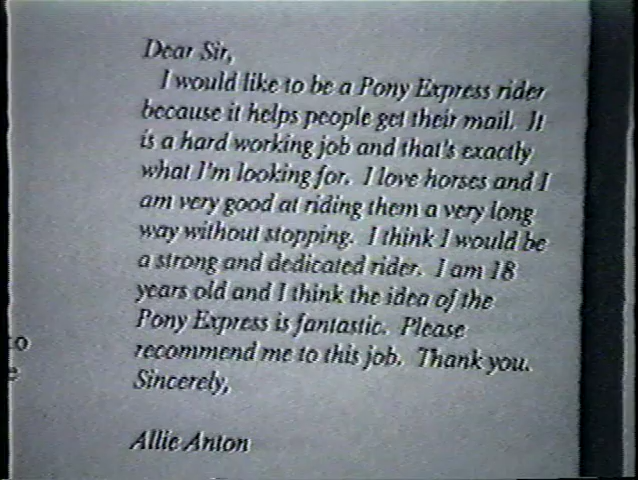 Dear Sir,
I would like to be a Pony Express rider
because it helps people get their mail. It
is a hard working job and that's exactly
what I'm looking for. I love horses and I
am very good at riding them a very long
way without stopping. I think I would be
a strong and dedicated rider. I am 18
years old and I think the idea of the
Pony Express is fantastic. Please
recommend me to this job. Thank you.
Sincerely,
Allie Anton